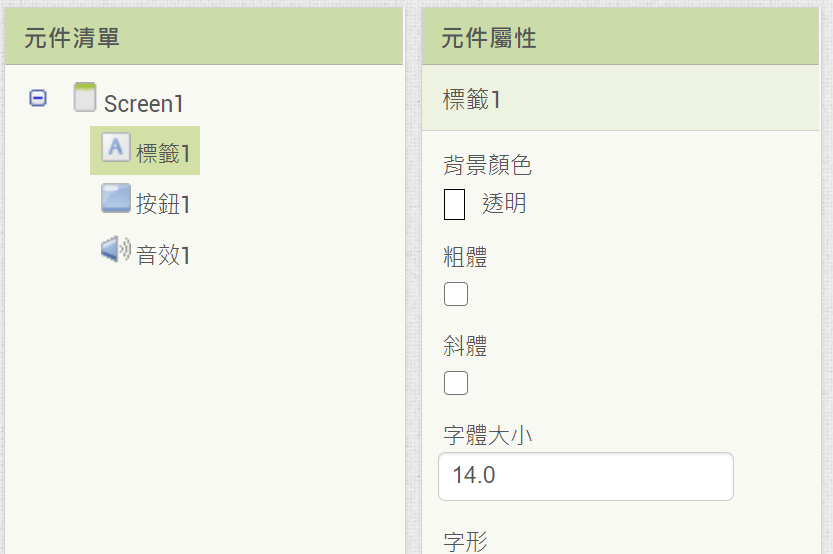 元件清單
Screen1
A
標籤1
按鈕1
音效1
元件屬性
標籤1
背景顏色
透明
粗體
斜體
字體大小
14.0
字形